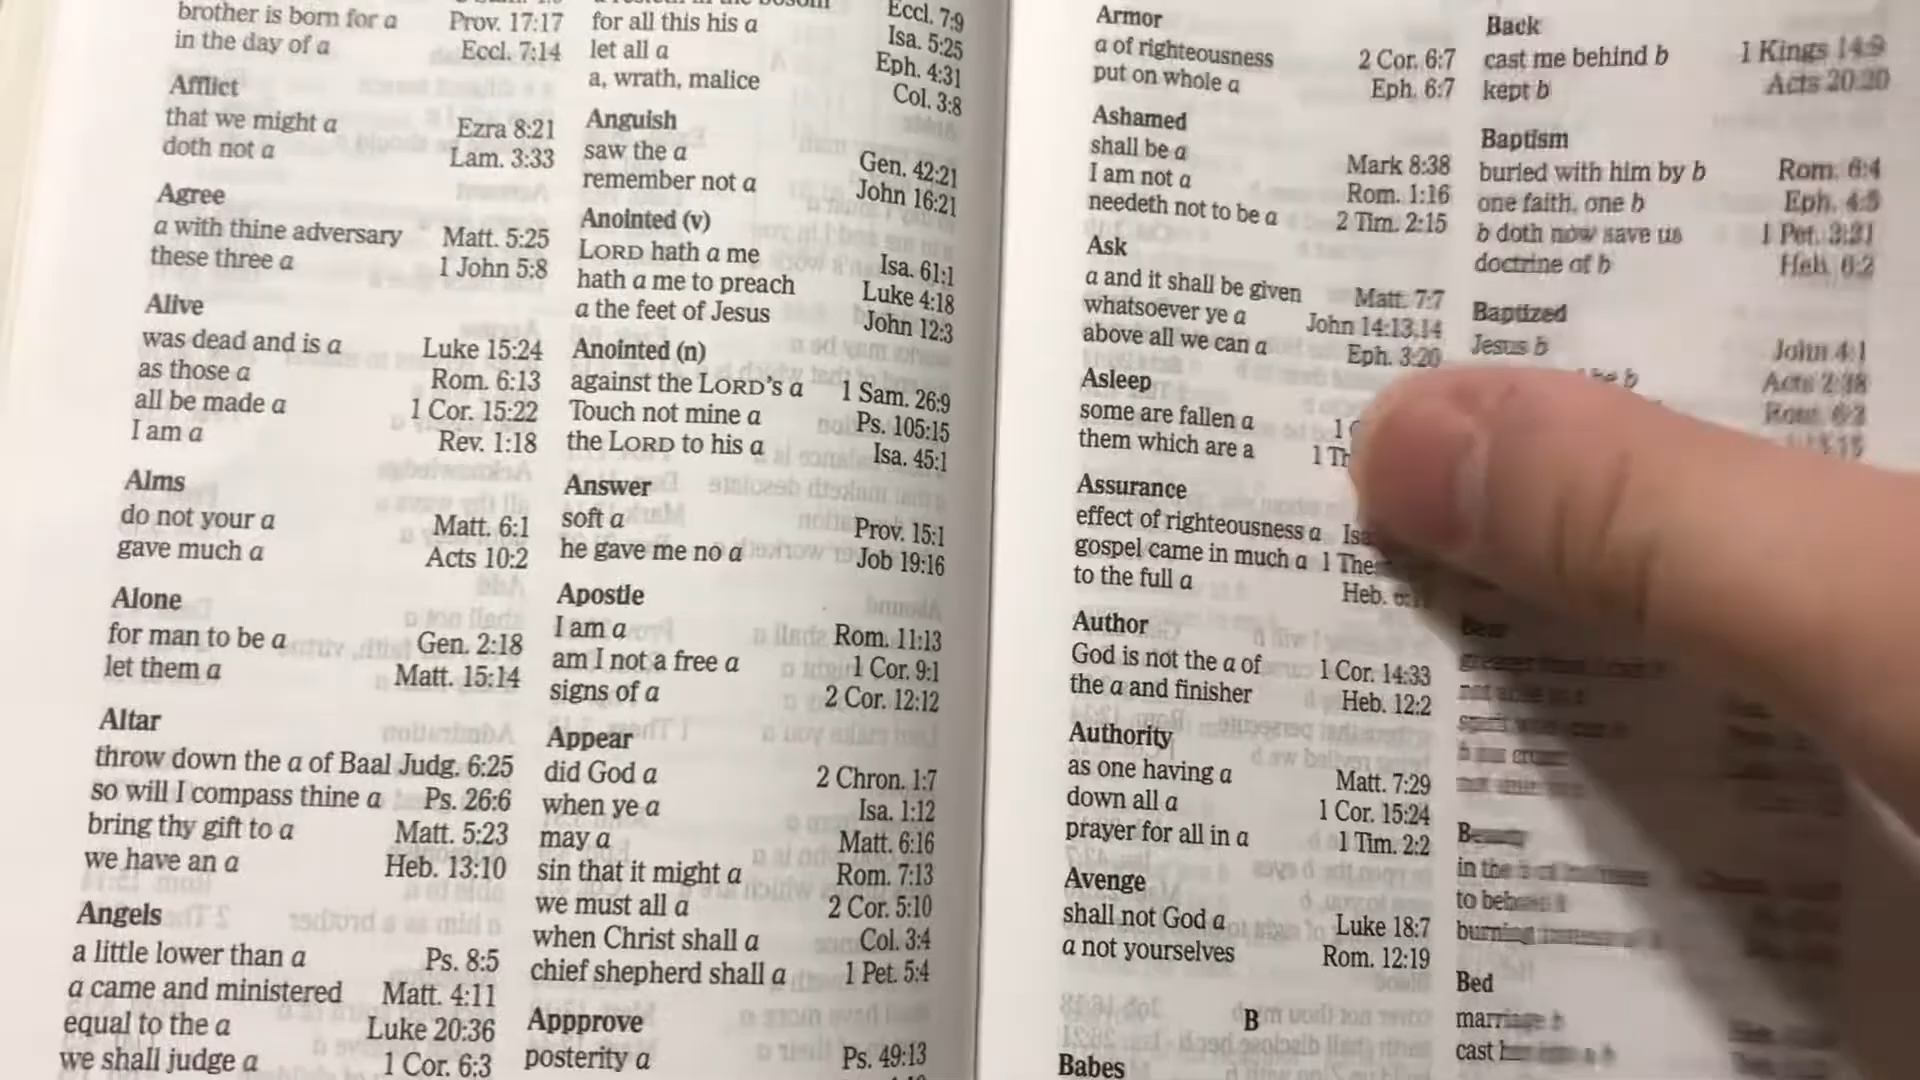 brother is born for a Prov. 17:17
in the day of a Eccl. 7:14
Afflict
that we might a Ezra 8:21
doth not a Lam. 3:33
Agree
a with thine adversary Matt. 5:25
these three a 1 John 5:8
Alive
was dead and is a Luke 15:24
as those a Rom. 6:13
all be made a 1 Cor. 15:22
I am a Rev. 1:18
Alms
do not your a Matt. 6:1
gave much a Acts 10:2
Alone
for man to be a Gen. 2:18
let them a Matt. 15:14
Altar
throw down the a of Baal Judg. 6:25
so will I compass thine a Ps. 26:6
bring thy gift to a Matt. 5:23
we have an a Heb. 13:10
Angels
a little lower than a Ps. 8:5
a came and ministered Matt. 4:11
equal to the a Luke 20:36
we shall judge a 1 Cor. 6:3
Eccl. 7:9
for all this his a Isa. 5:25
let all a Eph. 4:31
a, wrath, malice Col. 3:8
Anguish
saw the a Gen. 42:21
remember not a John 16:21
Anointed (v)
LORD hath a me Isa. 61:1
hath a me to preach Luke 4:18
a the feet of Jesus John 12:3
Anointed (n)
against the LORD's a 1 Sam. 26:9
Touch not mine a Ps. 105:15
the LORD to his a Isa. 45:1
Answer
soft a Prov. 15:1
he gave me no a Job 19:16
Apostle
I am a Rom. 11:13
am I not a free a 1 Cor. 9:1
signs of a 2 Cor. 12:12
Appear
did God a 2 Chron. 1:7
when ye a Isa. 1:12
may a Matt. 6:16
sin that it might a Rom. 7:13
we must all a 2 Cor. 5:10
when Christ shall a Col. 3:4
chief shepherd shall a 1 Pet. 5:4
Appprove
posterity a Ps. 49:13
Armor
a of righteousness 2 Cor. 6:7
put on whole a Eph. 6:7
Ashamed
shall be a Mark 8:38
I am not a Rom. 1:16
needeth not to be a 2 Tim. 2:15
Ask
a and it shall be given Matt. 7:7
whatsoever ye a John 14:13,14
above all we can a Eph. 3:20
Asleep
some are fallen a 1
them which are a 1
Assurance
effect of righteousness a
gospel came in much a 1
to the full a Heb.
Author
God is not the a of 1 Cor. 14:33
the a and finisher Heb. 12:2
Authority
as one having a Matt. 7:29
down all a 1 Cor. 15:24
prayer for all in a 1 Tim. 2:2
Avenge
shall not God a Luke 18:7
a not yourselves Rom. 12:19
B
Babes
Back
cast me behind b 1 Kings 14:9
kept b Acts 20:20
Baptism
buried with him by b Rom. 6:4
one faith, one b Eph. 4:5
b doth now save us 1 Pet. 3:21
doctrine of b Heb. 6:2
Baptized
Jesus b John 4:1
b Acts 2:38
in the
to
burning
Bed
cast